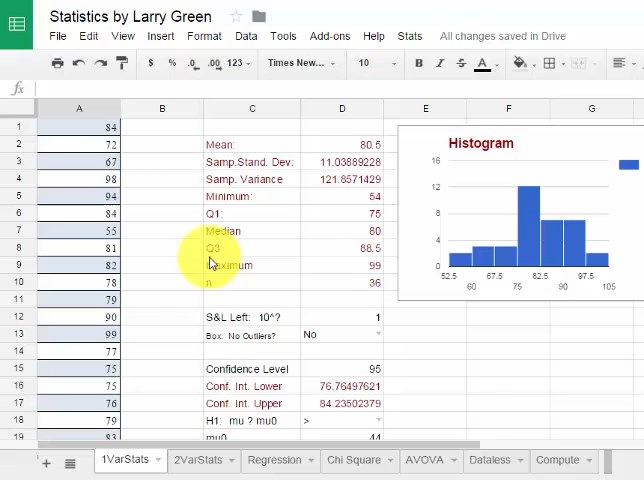 Statistics by Larry Green
File Edit View Insert Format Data Tools Add-ons Help Stats All changes saved in Drive
$ % .0 .00 123 Times New... 10 B I S A
fx
A B C D E F G
1 84
2 72 Mean: 80.5
3 67 Samp.Stand. Dev: 11.03889228
4 98 Samp. Variance 121.8571429
5 94 Minimum: 54
6 84 Q1: 75
7 55 Median 80
8 81 Q3 88.5
9 82 Maximum 99
10 78 n 36
11 79
12 90 S&L Left: 10^? 1
13 99 Box: No Outliers? No
14 77
15 75 Confidence Level 95
16 75 Conf. Int. Lower 76.76497621
17 76 Conf. Int. Upper 84.23502379
18 79 H1: mu ? mu0 >
19 83 mu0 44
Histogram
16
12
8
4
0
52.5 67.5 82.5 97.5
60 75 90 105
1VarStats 2VarStats Regression Chi Square AVOVA Dataless Compute